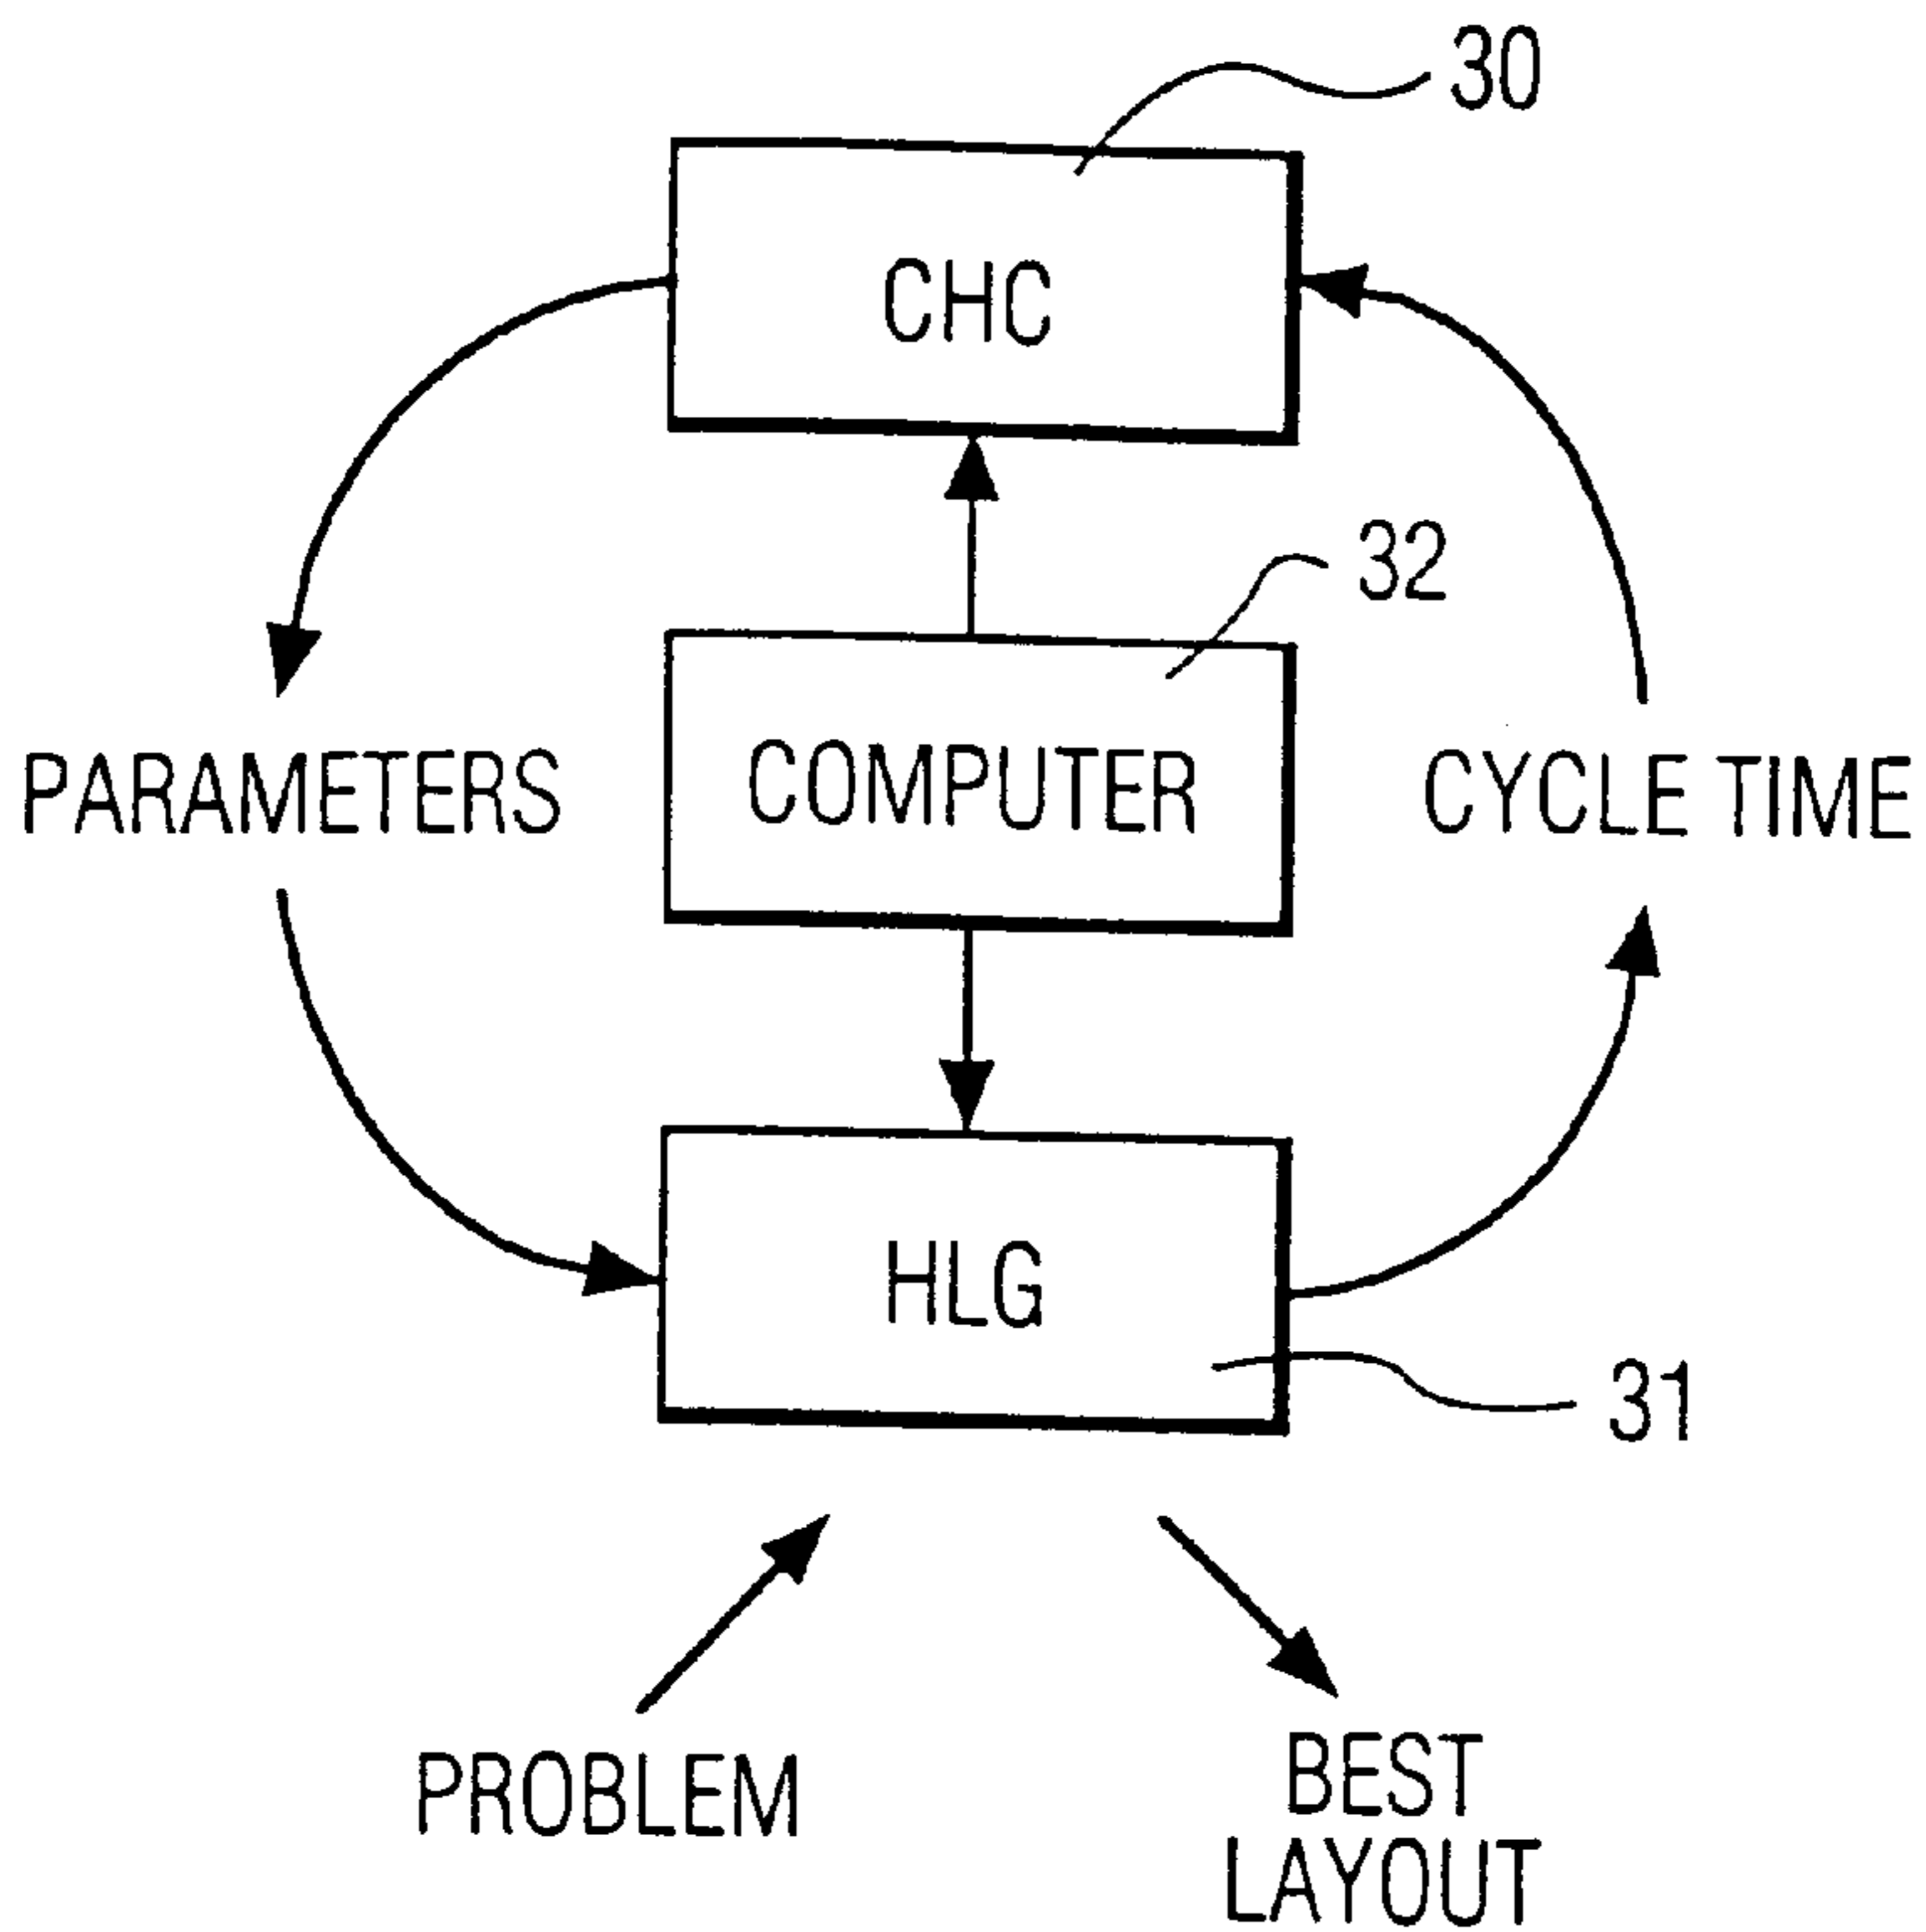 30
CHC
32
PARAMETERS
COMPUTER
CYCLE TIME
HLG
31
PROBLEM
BEST
LAYOUT